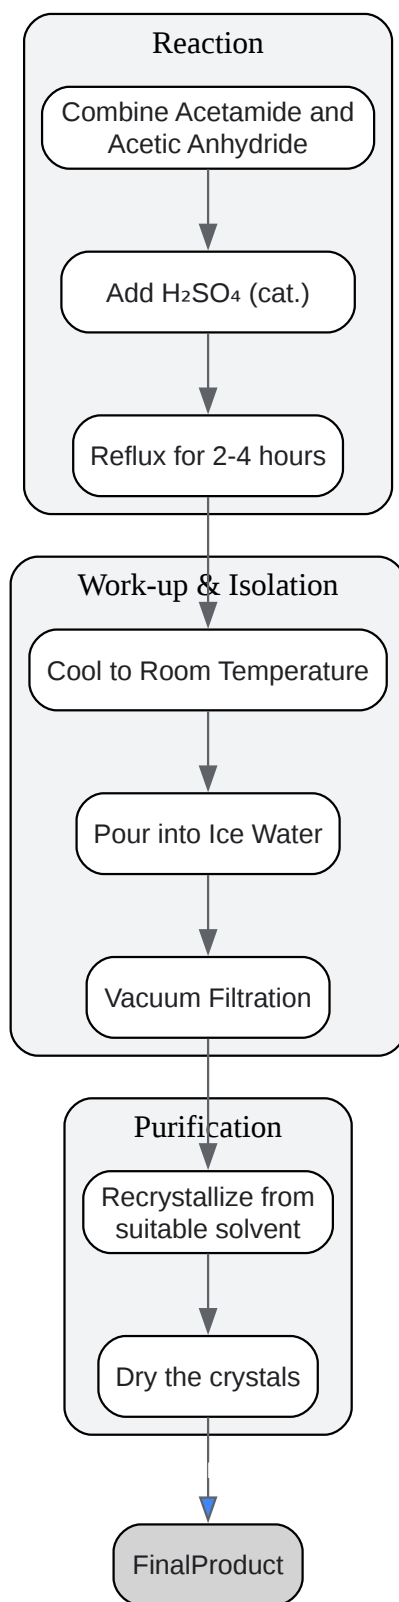 Reaction
Combine Acetamide and
Acetic Anhydride
Add H₂SO₄ (cat.)
Reflux for 2-4 hours
Work-up & Isolation
Cool to Room Temperature
Pour into Ice Water
Vacuum Filtration
Purification
Recrystallize from
suitable solvent
Dry the crystals
FinalProduct